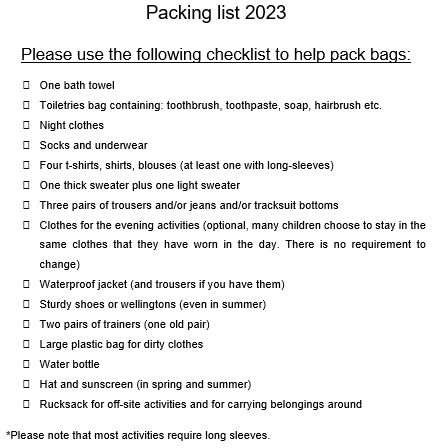 Packing list 2023
Please use the following checklist to help pack bags:
One bath towel
Toiletries bag containing: toothbrush, toothpaste, soap, hairbrush etc.
Night clothes
Socks and underwear
Four t-shirts, shirts, blouses (at least one with long-sleeves)
One thick sweater plus one light sweater
Three pairs of trousers and/or jeans and/or tracksuit bottoms
Clothes for the evening activities (optional, many children choose to stay in the
same clothes that they have worn in the day. There is no requirement to
change)
Waterproof jacket (and trousers if you have them)
Sturdy shoes or wellingtons (even in summer)
Two pairs of trainers (one old pair)
Large plastic bag for dirty clothes
Water bottle
Hat and sunscreen (in spring and summer)
Rucksack for off-site activities and for carrying belongings around
*Please note that most activities require long sleeves.